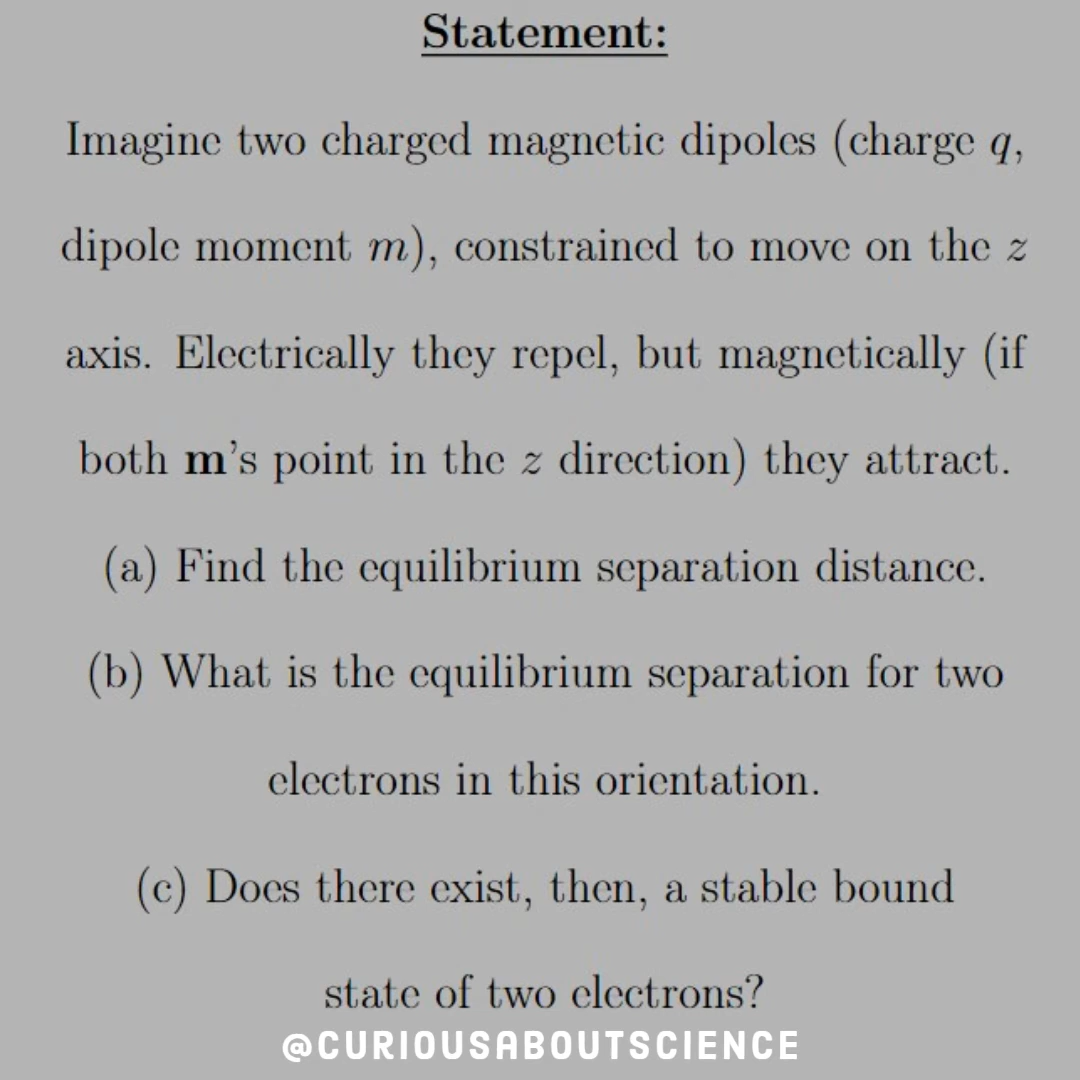 Statement:
Imagine two charged magnetic dipoles (charge q,
dipole moment m), constrained to move on the z
axis. Electrically they repel, but magnetically (if
both m's point in the z direction) they attract.
(a) Find the equilibrium separation distance.
(b) What is the equilibrium separation for two
electrons in this orientation.
(c) Does there exist, then, a stable bound
state of two electrons?
@CURIOUSABOUTSCIENCE